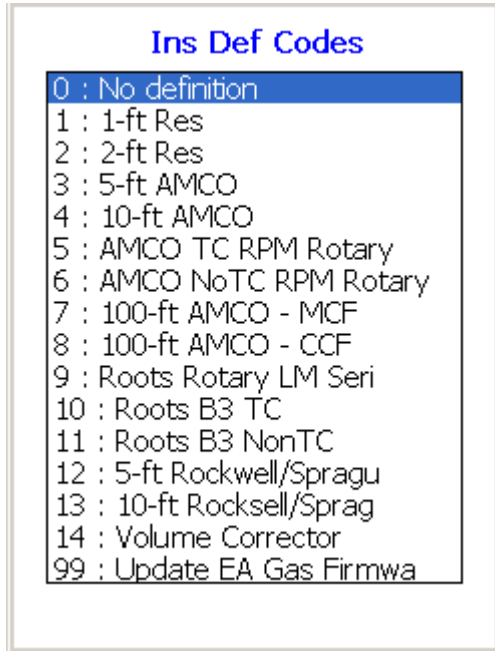 Ins Def Codes
0 : No definition
1 : 1-ft Res
2 : 2-ft Res
3 : 5-ft AMCO
4 : 10-ft AMCO
5 : AMCO TC RPM Rotary
6 : AMCO NoTC RPM Rotary
7 : 100-ft AMCO - MCF
8 : 100-ft AMCO - CCF
9 : Roots Rotary LM Seri
10 : Roots B3 TC
11 : Roots B3 NonTC
12 : 5-ft Rockwell/Spragu
13 : 10-ft Rocksell/Sprag
14 : Volume Corrector
99 : Update EA Gas Firmwa